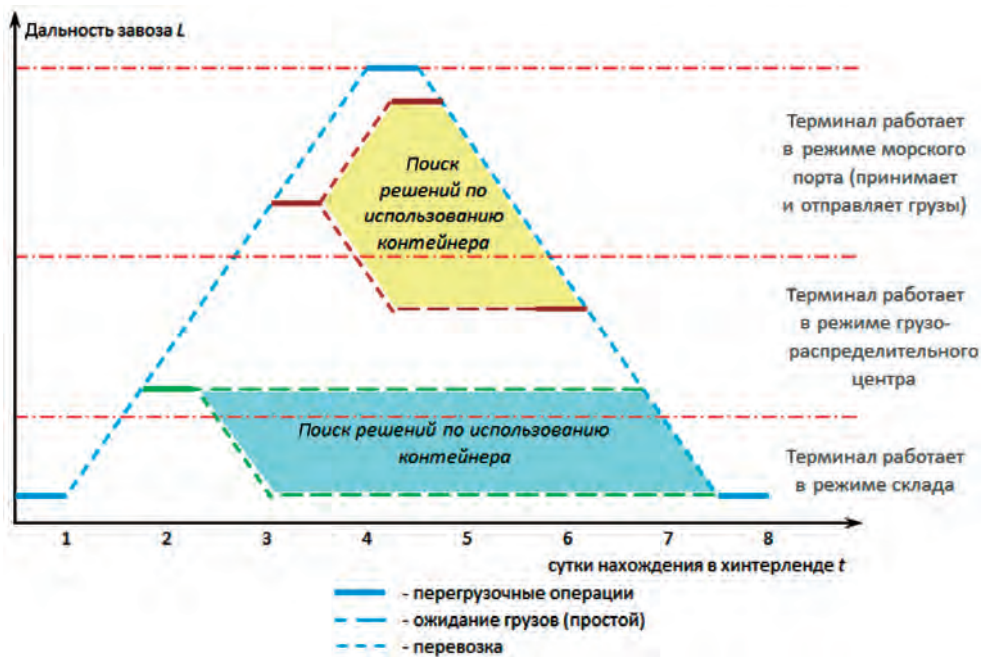 Дальность завоза L
Терминал работает
в режиме морского
порта (принимает
и отправляет грузы)
Поиск
решений по
использованию
контейнера
Терминал работает
в режиме грузо-
распределительного
центра
Поиск решений по использованию
контейнера
Терминал работает
в режиме склада
1 2 3 4 5 6 7 8
сутки нахождения в хинтерленде t
- перегрузочные операции
- ожидание грузов (простой)
- перевозка